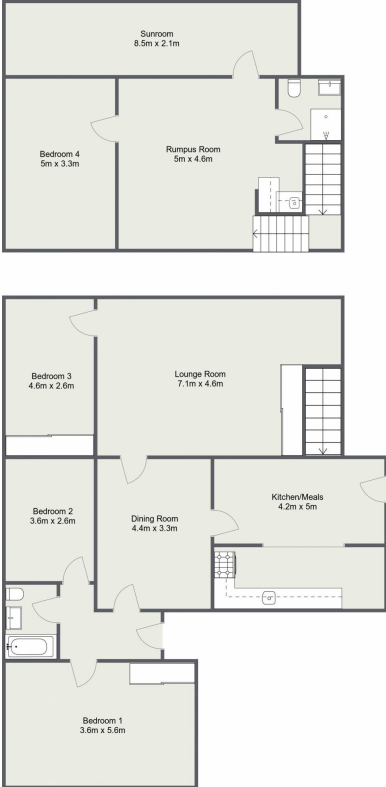 Sunroom
8.5m x 2.1m
Bedroom 4
5m x 3.3m
Rumpus Room
5m x 4.6m
Bedroom 3
4.6m x 2.6m
Lounge Room
7.1m x 4.6m
Bedroom 2
3.6m x 2.6m
Dining Room
4.4m x 3.3m
Kitchen/Meals
4.2m x 5m
Bedroom 1
3.6m x 5.6m